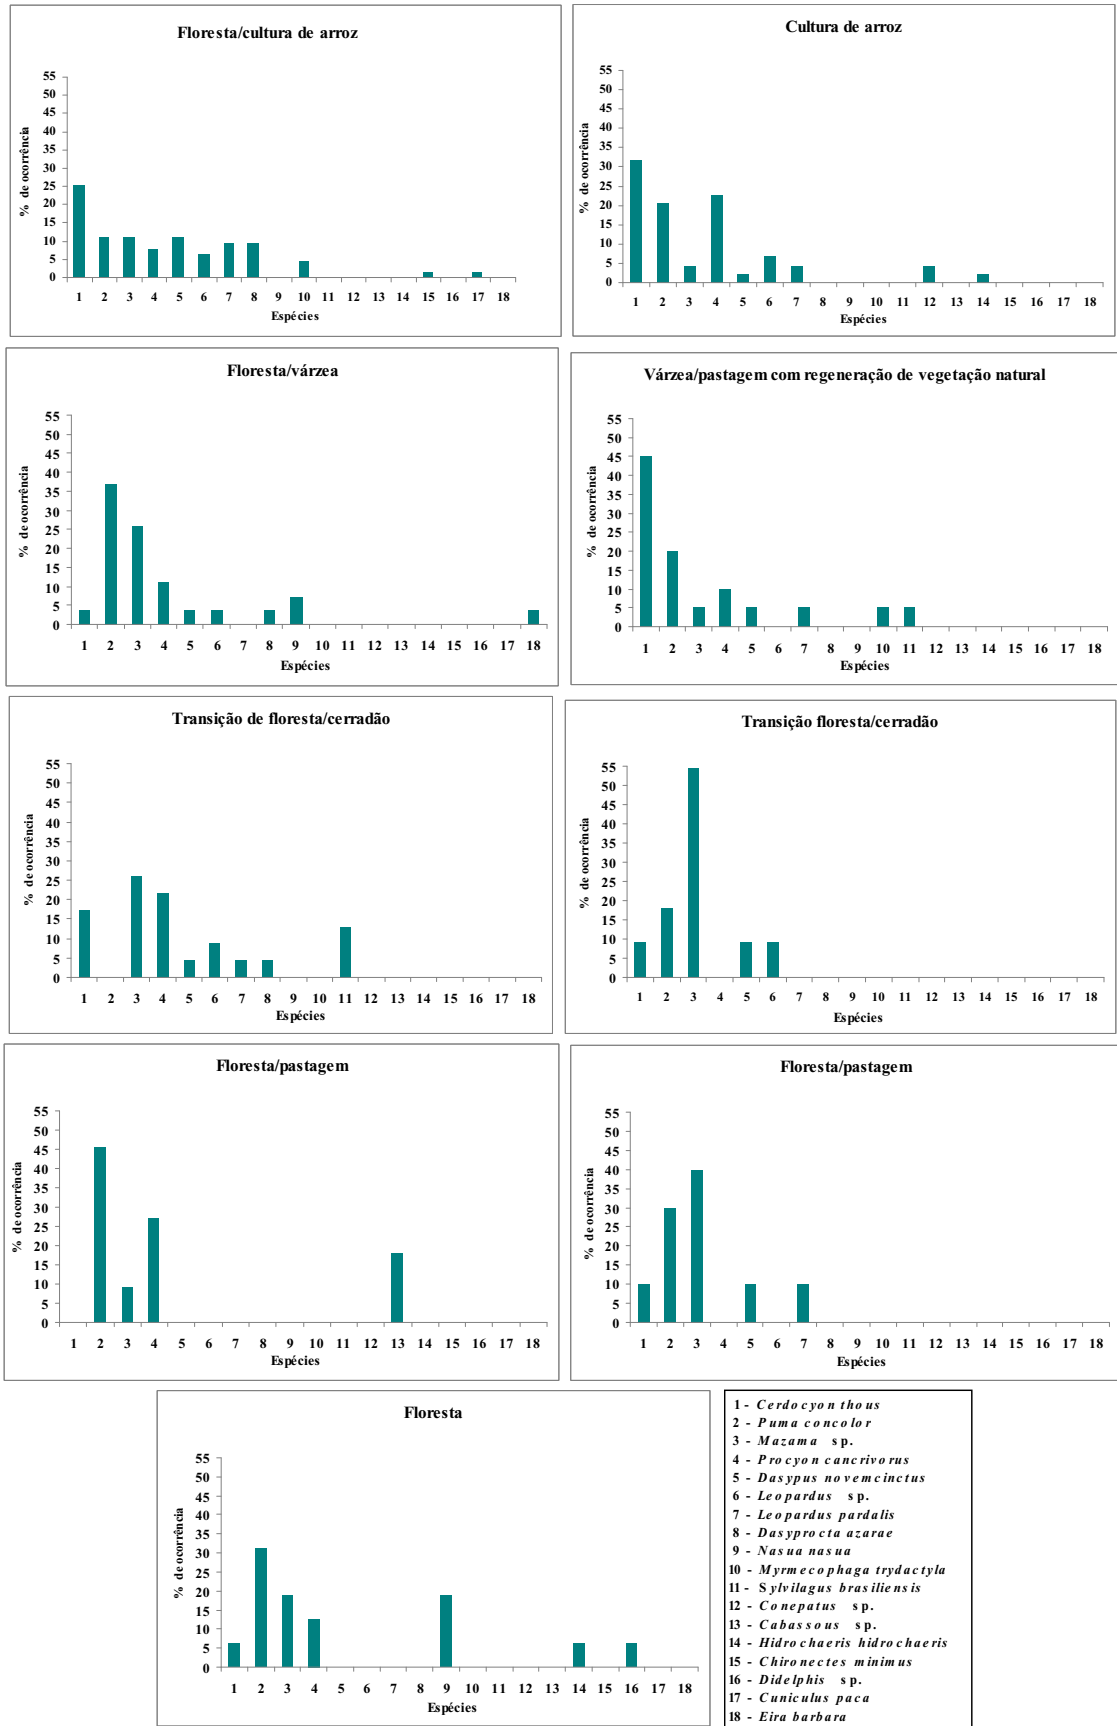 Floresta/cultura de arroz
% de ocorrência
55
50
45
40
35
30
25
20
15
10
5
0
1 2 3 4 5 6 7 8 9 10 11 12 13 14 15 16 17 18
Espécies
Cultura de arroz
% de ocorrência
55
50
45
40
35
30
25
20
15
10
5
0
1 2 3 4 5 6 7 8 9 10 11 12 13 14 15 16 17 18
Espécies
Floresta/várzea
% de ocorrência
55
50
45
40
35
30
25
20
15
10
5
0
1 2 3 4 5 6 7 8 9 10 11 12 13 14 15 16 17 18
Espécies
Várzea/pastagem com regeneração de vegetação natural
% de ocorrência
55
50
45
40
35
30
25
20
15
10
5
0
1 2 3 4 5 6 7 8 9 10 11 12 13 14 15 16 17 18
Espécies
Transição de floresta/cerradão
% de ocorrência
55
50
45
40
35
30
25
20
15
10
5
0
1 2 3 4 5 6 7 8 9 10 11 12 13 14 15 16 17 18
Espécies
Transição floresta/cerradão
% de ocorrência
55
50
45
40
35
30
25
20
15
10
5
0
1 2 3 4 5 6 7 8 9 10 11 12 13 14 15 16 17 18
Espécies
Floresta/pastagem
% de ocorrência
55
50
45
40
35
30
25
20
15
10
5
0
1 2 3 4 5 6 7 8 9 10 11 12 13 14 15 16 17 18
Espécies
Floresta/pastagem
% de ocorrência
55
50
45
40
35
30
25
20
15
10
5
0
1 2 3 4 5 6 7 8 9 10 11 12 13 14 15 16 17 18
Espécies
Floresta
% de ocorrência
55
50
45
40
35
30
25
20
15
10
5
0
1 2 3 4 5 6 7 8 9 10 11 12 13 14 15 16 17 18
Espécies
1 - Cerdocyon thous
2 - Puma concolor
3 - Mazama sp.
4 - Procyon cancrivorus
5 - Dasypus novemcinctus
6 - Leopardus sp.
7 - Leopardus pardalis
8 - Dasyprocta azarae
9 - Nasua nasua
10 - Myrmecophaga trydactyla
11 - Sylvilagus brasiliensis
12 - Conepatus sp.
13 - Cabassous sp.
14 - Hidrochaeris hidrochaeris
15 - Chironectes minimus
16 - Didelphis sp.
17 - Cuniculus paca
18 - Eira barbara